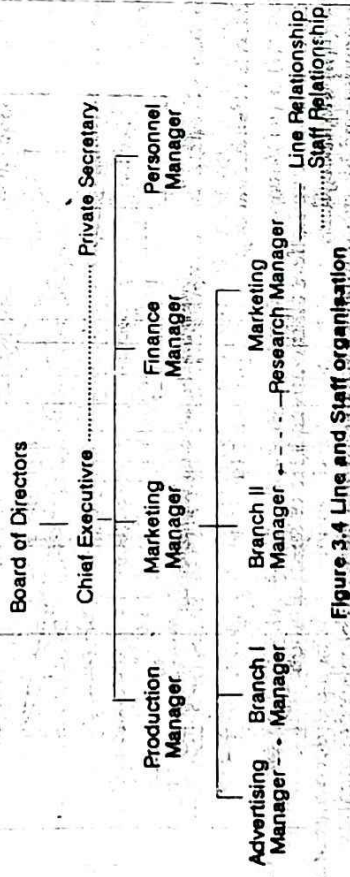 Board of Directors
Chief Executivre Private Secretary
Production Manager
Marketing Manager
Finance Manager
Personnel Manager
Advertising Manager
Branch I Manager
Branch II Manager
Marketing Research Manager
Line Relationship
Staff Relationship
Figure 3.4 Line and Staff organisation